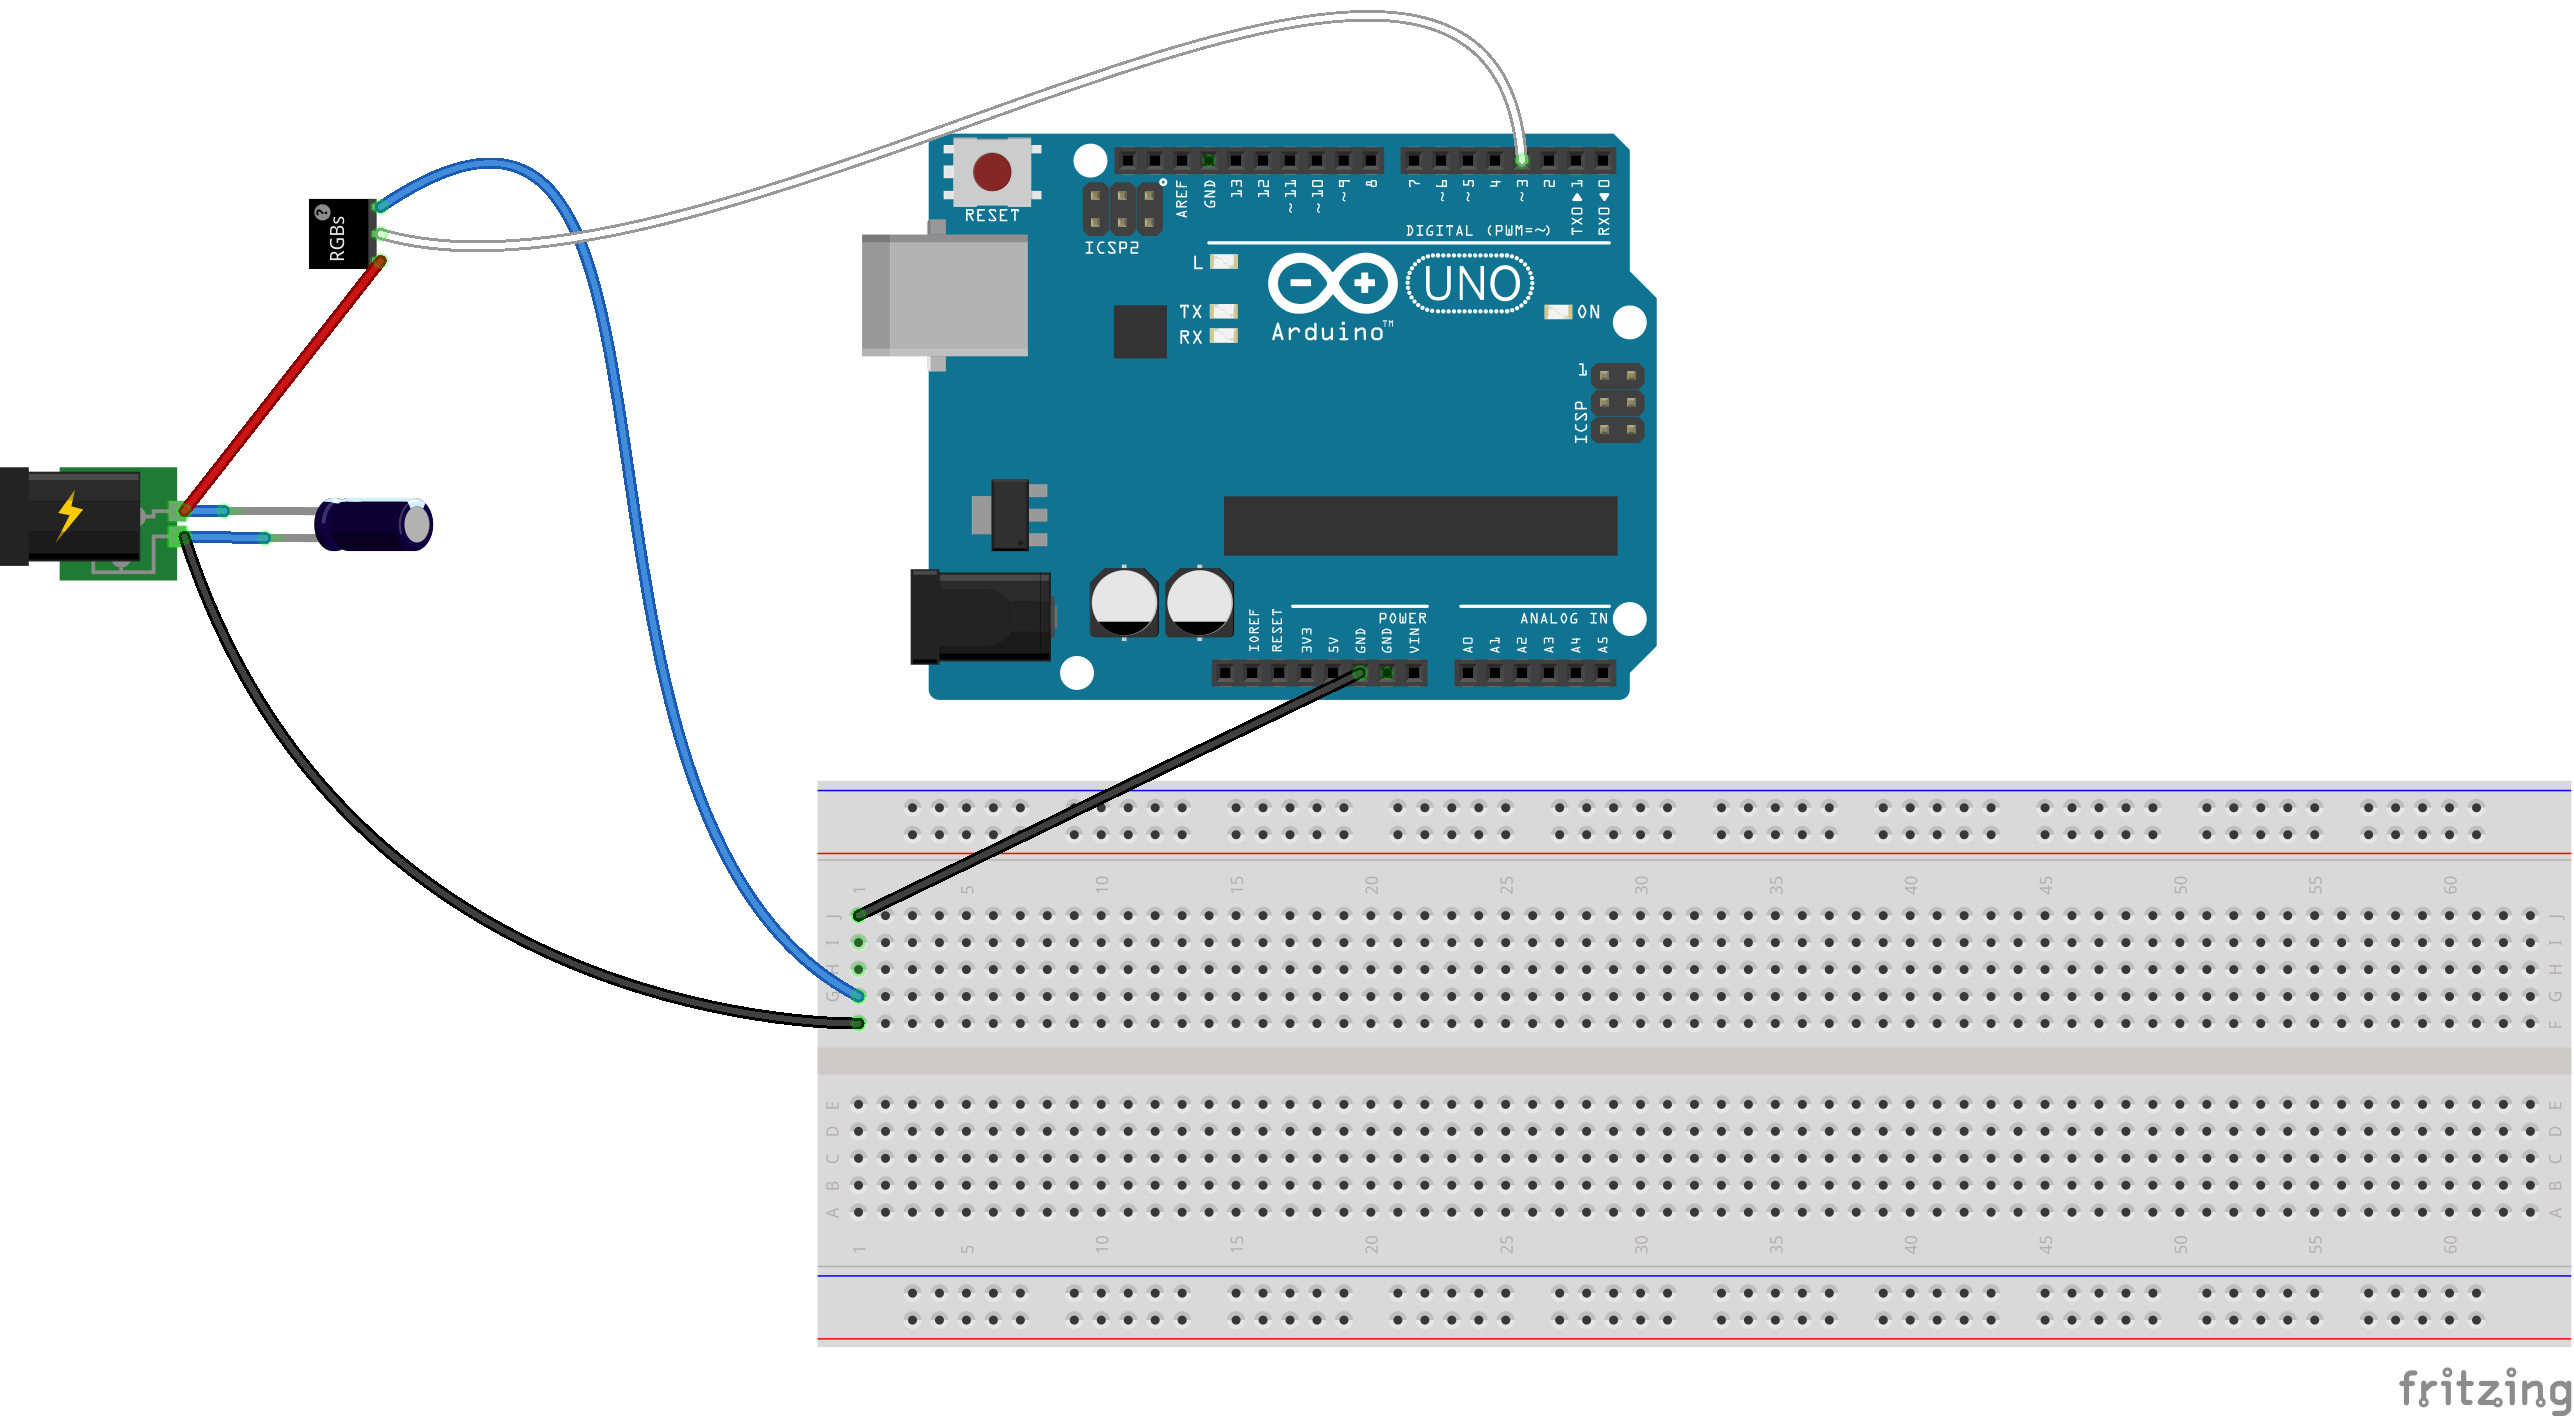 ?
RGBS
RESET
ICSP2
AREF
GND
13
12
~11
~10
~9
8
7
~6
~5
4
~3
2
TX0▶1
RX0◀0
DIGITAL (PWM=~)
L
TX
RX
Arduino™
UNO
ON
1
ICSP
IOREF
RESET
3V3
5V
GND
GND
VIN
POWER
ANALOG IN
A0
A1
A2
A3
A4
A5
1 5 10 15 20 25 30 35 40 45 50 55 60
J J
I I
H H
G G
F F
E E
D D
C C
B B
A A
1 5 10 15 20 25 30 35 40 45 50 55 60
fritzing